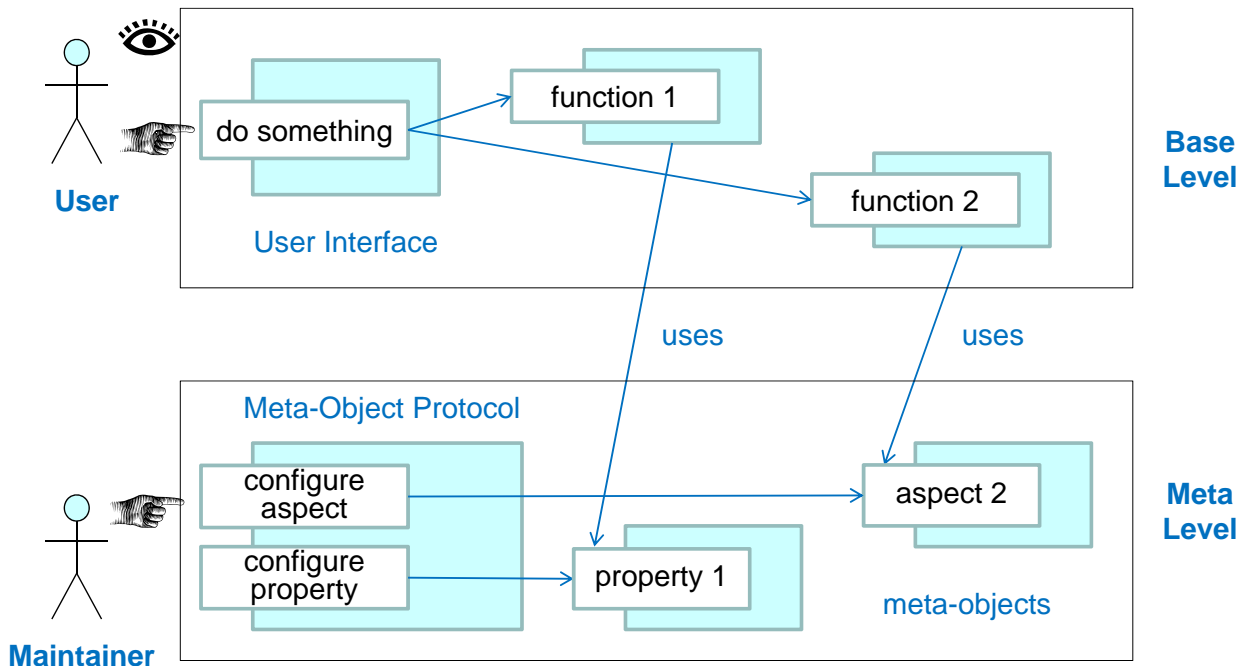 function 1
do something
User
User Interface
function 2
Base
Level
uses
uses
Meta-Object Protocol
configure
aspect
configure
property
aspect 2
property 1
meta-objects
Meta
Level
Maintainer